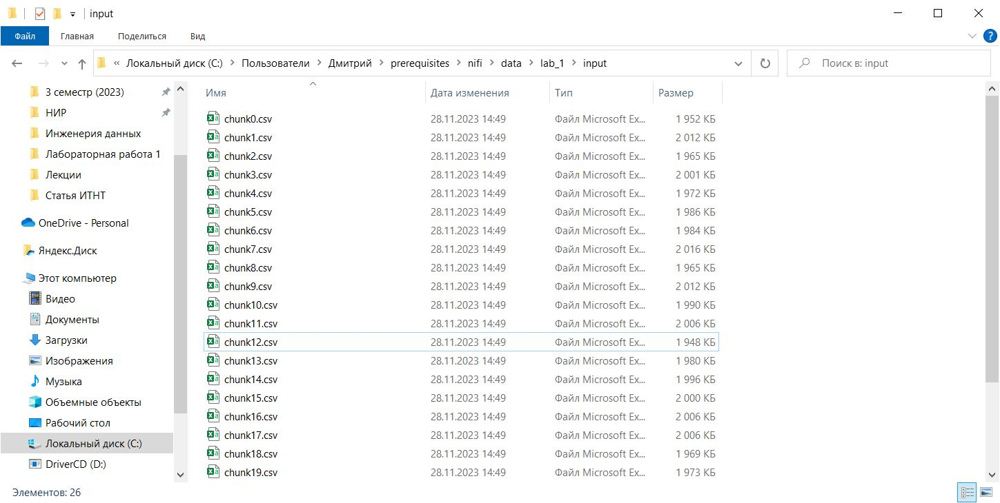 input
Файл Главная Поделиться Вид
« Локальный диск (C:) > Пользователи > Дмитрий > prerequisites > nifi > data > lab_1 > input
Поиск в: input
3 семестр (2023)
НИР
Инженерия данных
Лабораторная работа 1
Лекции
Статья ИТНТ
OneDrive - Personal
Яндекс.Диск
Этот компьютер
Видео
Документы
Загрузки
Изображения
Музыка
Объемные объекты
Рабочий стол
Локальный диск (C:)
DriverCD (D:)
Имя Дата изменения Тип Размер
chunk0.csv 28.11.2023 14:49 Файл Microsoft Ex... 1 952 КБ
chunk1.csv 28.11.2023 14:49 Файл Microsoft Ex... 2 012 КБ
chunk2.csv 28.11.2023 14:49 Файл Microsoft Ex... 1 965 КБ
chunk3.csv 28.11.2023 14:49 Файл Microsoft Ex... 2 001 КБ
chunk4.csv 28.11.2023 14:49 Файл Microsoft Ex... 1 972 КБ
chunk5.csv 28.11.2023 14:49 Файл Microsoft Ex... 1 986 КБ
chunk6.csv 28.11.2023 14:49 Файл Microsoft Ex... 1 984 КБ
chunk7.csv 28.11.2023 14:49 Файл Microsoft Ex... 2 016 КБ
chunk8.csv 28.11.2023 14:49 Файл Microsoft Ex... 1 965 КБ
chunk9.csv 28.11.2023 14:49 Файл Microsoft Ex... 2 012 КБ
chunk10.csv 28.11.2023 14:49 Файл Microsoft Ex... 1 990 КБ
chunk11.csv 28.11.2023 14:49 Файл Microsoft Ex... 2 006 КБ
chunk12.csv 28.11.2023 14:49 Файл Microsoft Ex... 1 948 КБ
chunk13.csv 28.11.2023 14:49 Файл Microsoft Ex... 1 980 КБ
chunk14.csv 28.11.2023 14:49 Файл Microsoft Ex... 1 996 КБ
chunk15.csv 28.11.2023 14:49 Файл Microsoft Ex... 2 000 КБ
chunk16.csv 28.11.2023 14:49 Файл Microsoft Ex... 2 006 КБ
chunk17.csv 28.11.2023 14:49 Файл Microsoft Ex... 2 006 КБ
chunk18.csv 28.11.2023 14:49 Файл Microsoft Ex... 1 969 КБ
chunk19.csv 28.11.2023 14:49 Файл Microsoft Ex... 1 973 КБ
Элементов: 26